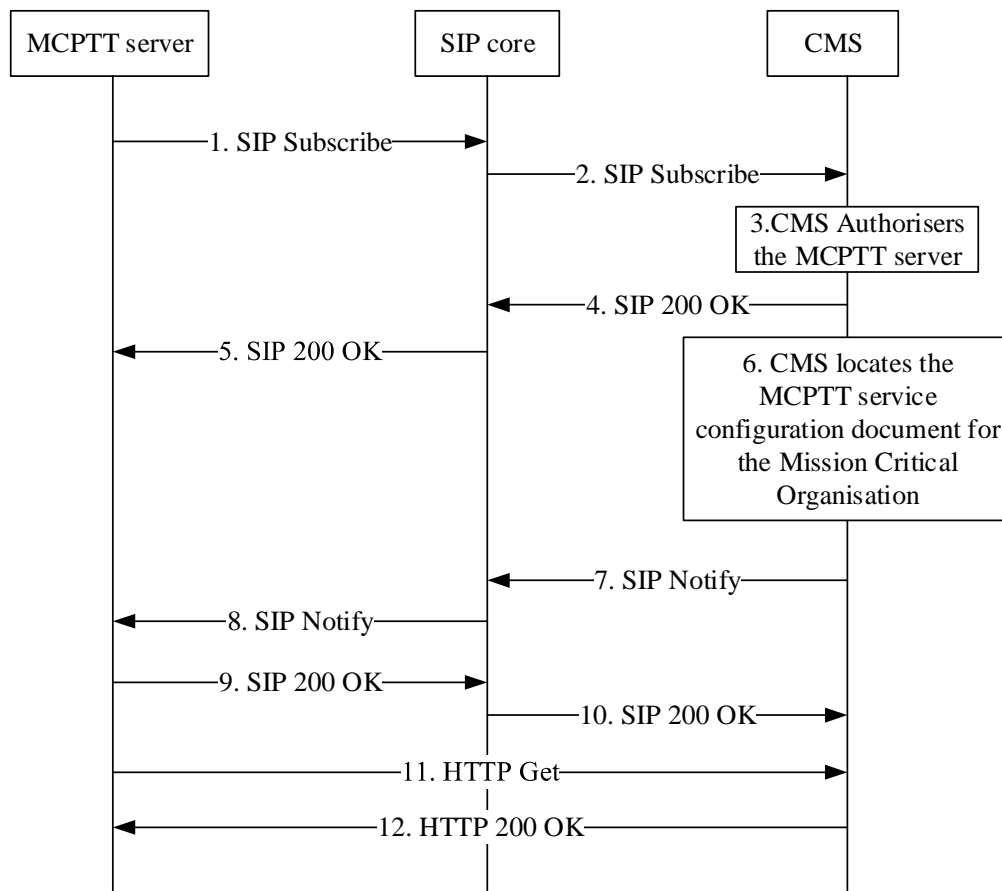 MCPTT server
SIP core
CMS
1. SIP Subscribe
2. SIP Subscribe
3.CMS Authorisers
the MCPTT server
4. SIP 200 OK
5. SIP 200 OK
6. CMS locates the
MCPTT service
configuration document for
the Mission Critical
Organisation
7. SIP Notify
8. SIP Notify
9. SIP 200 OK
10. SIP 200 OK
11. HTTP Get
12. HTTP 200 OK